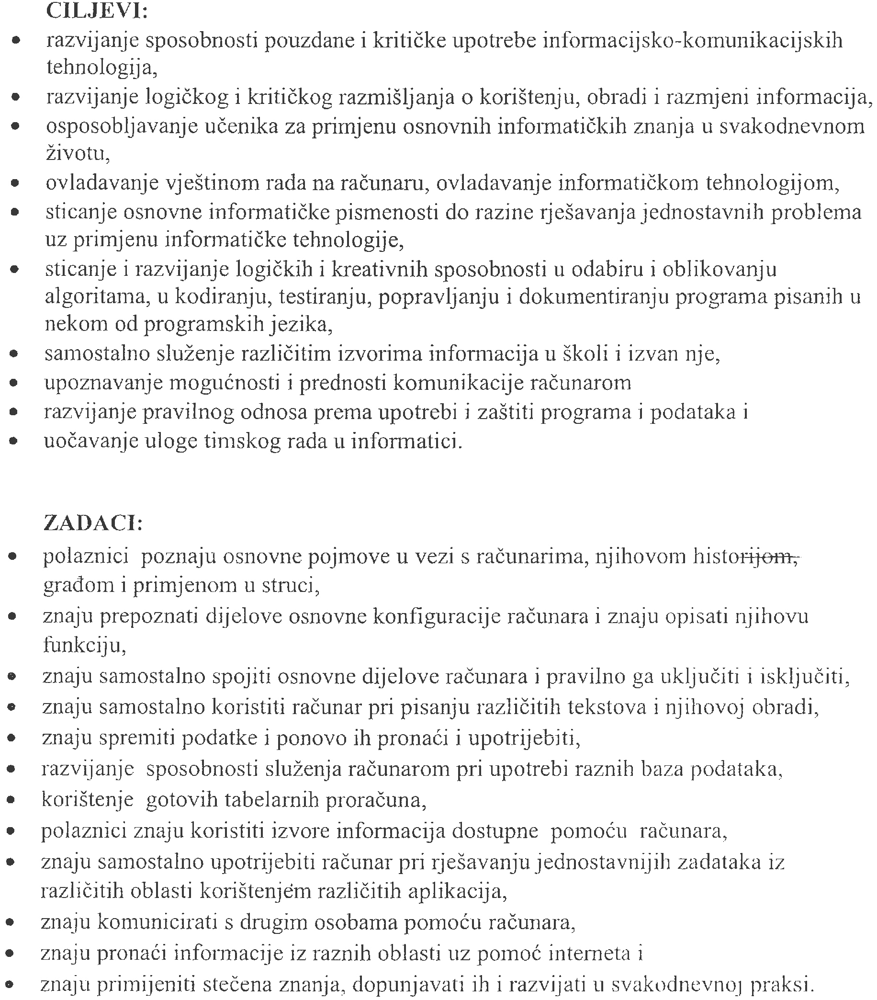 CILJEVI:
• razvijanje sposobnosti pouzdane i kritičke upotrebe informacijsko-komunikacijskih
tehnologija,
• razvijanje logičkog i kritičkog razmišljanja o korištenju, obradi i razmjeni informacija,
• osposobljavanje učenika za primjenu osnovnih informatičkih znanja u svakodnevnom
životu,
• ovladavanje vještinom rada na računaru, ovladavanje informatičkom tehnologijom,
• sticanje osnovne informatičke pismenosti do razine rješavanja jednostavnih problema
uz primjenu informatičke tehnologije,
• sticanje i razvijanje logičkih i kreativnih sposobnosti u odabiru i oblikovanju
algoritama, u kodiranju, testiranju, popravljanju i dokumentiranju programa pisanih u
nekom od programskih jezika,
• samostalno služenje različitim izvorima informacija u školi i izvan nje,
• upoznavanje mogućnosti i prednosti komunikacije računarom
• razvijanje pravilnog odnosa prema upotrebi i zaštiti programa i podataka i
• uočavanje uloge timskog rada u informatici.
ZADACI:
• polaznici poznaju osnovne pojmove u vezi s računarima, njihovom historijom,
građom i primjenom u struci,
• znaju prepoznati dijelove osnovne konfiguracije računara i znaju opisati njihovu
funkciju,
• znaju samostalno spojiti osnovne dijelove računara i pravilno ga uključiti i isključiti,
• znaju samostalno koristiti računar pri pisanju različitih tekstova i njihovoj obradi,
• znaju spremiti podatke i ponovo ih pronaći i upotrijebiti,
• razvijanje sposobnosti služenja računarom pri upotrebi raznih baza podataka,
• korištenje gotovih tabelarnih proračuna,
• polaznici znaju koristiti izvore informacija dostupne pomoću računara,
• znaju samostalno upotrijebiti računar pri rješavanju jednostavnijih zadataka iz
različitih oblasti korištenjem različitih aplikacija,
• znaju komunicirati s drugim osobama pomoću računara,
• znaju pronaći informacije iz raznih oblasti uz pomoć interneta i
• znaju primijeniti stečena znanja, dopunjavati ih i razvijati u svakodnevnoj praksi.